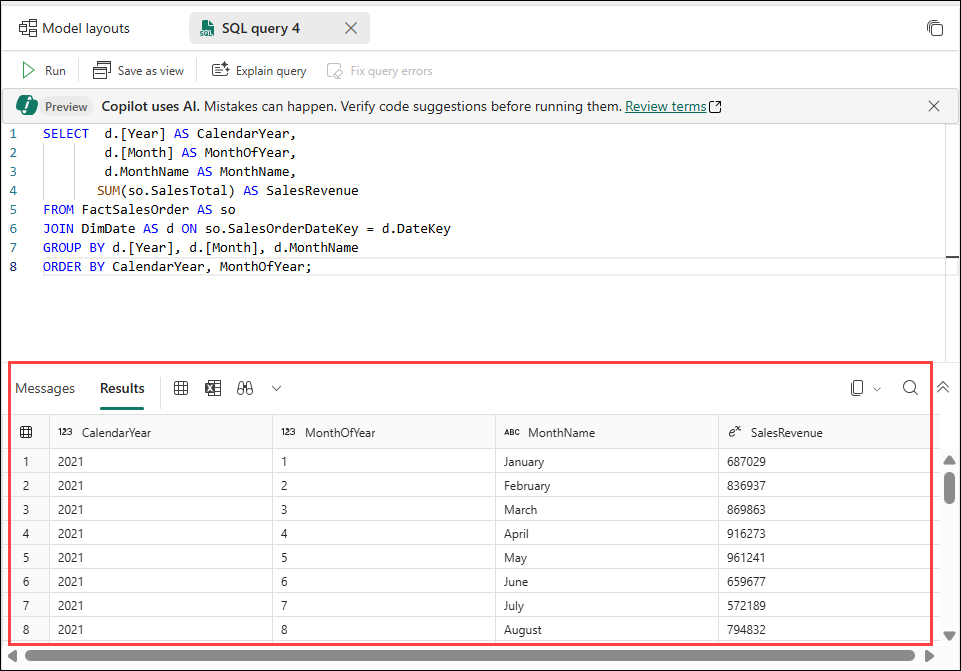 Model layouts SQL query 4
Run Save as view Explain query Fix query errors
Preview Copilot uses AI. Mistakes can happen. Verify code suggestions before running them. Review terms
1 SELECT d.[Year] AS CalendarYear,
2 d.[Month] AS MonthOfYear,
3 d.MonthName AS MonthName,
4 SUM(so.SalesTotal) AS SalesRevenue
5 FROM FactSalesOrder AS so
6 JOIN DimDate AS d ON so.SalesOrderDateKey = d.DateKey
7 GROUP BY d.[Year], d.[Month], d.MonthName
8 ORDER BY CalendarYear, MonthOfYear;
Messages Results
123 CalendarYear 123 MonthOfYear ABC MonthName eˣ SalesRevenue
1 2021 1 January 687029
2 2021 2 February 836937
3 2021 3 March 869863
4 2021 4 April 916273
5 2021 5 May 961241
6 2021 6 June 659677
7 2021 7 July 572189
8 2021 8 August 794832